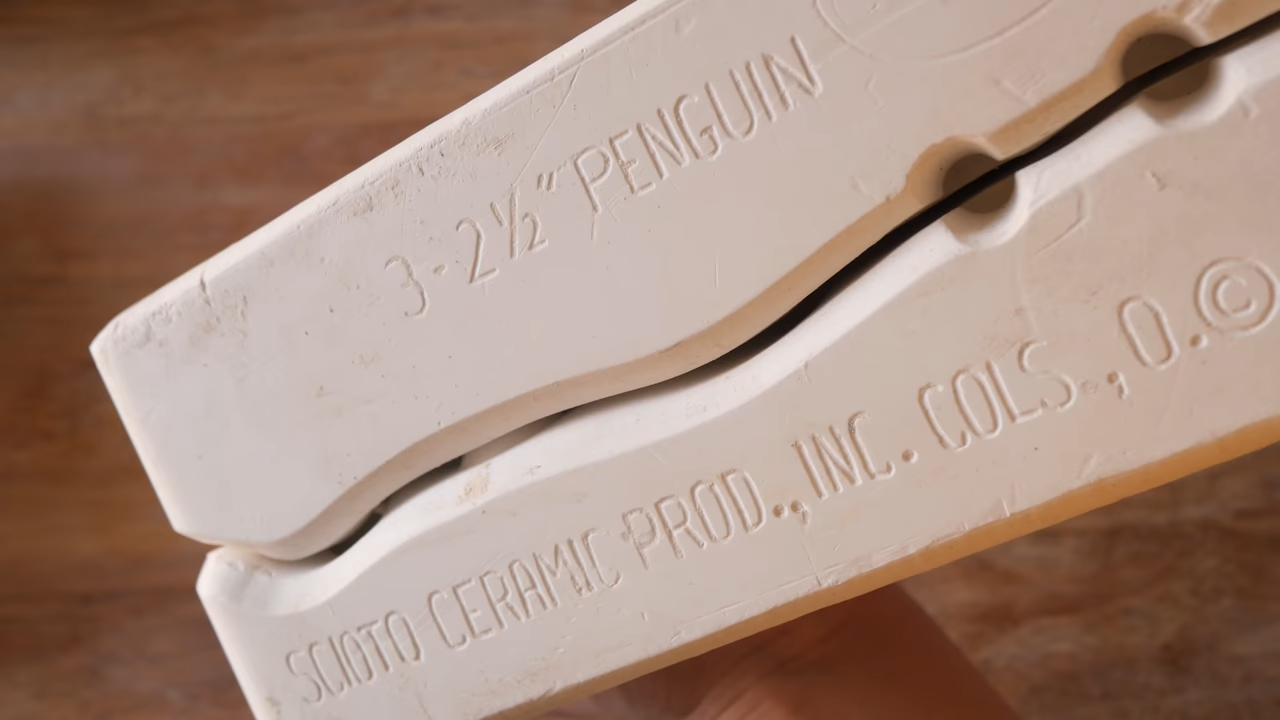 3-2½" PENGUIN
SCIOTO CERAMIC PROD., INC. COLS., O. ©